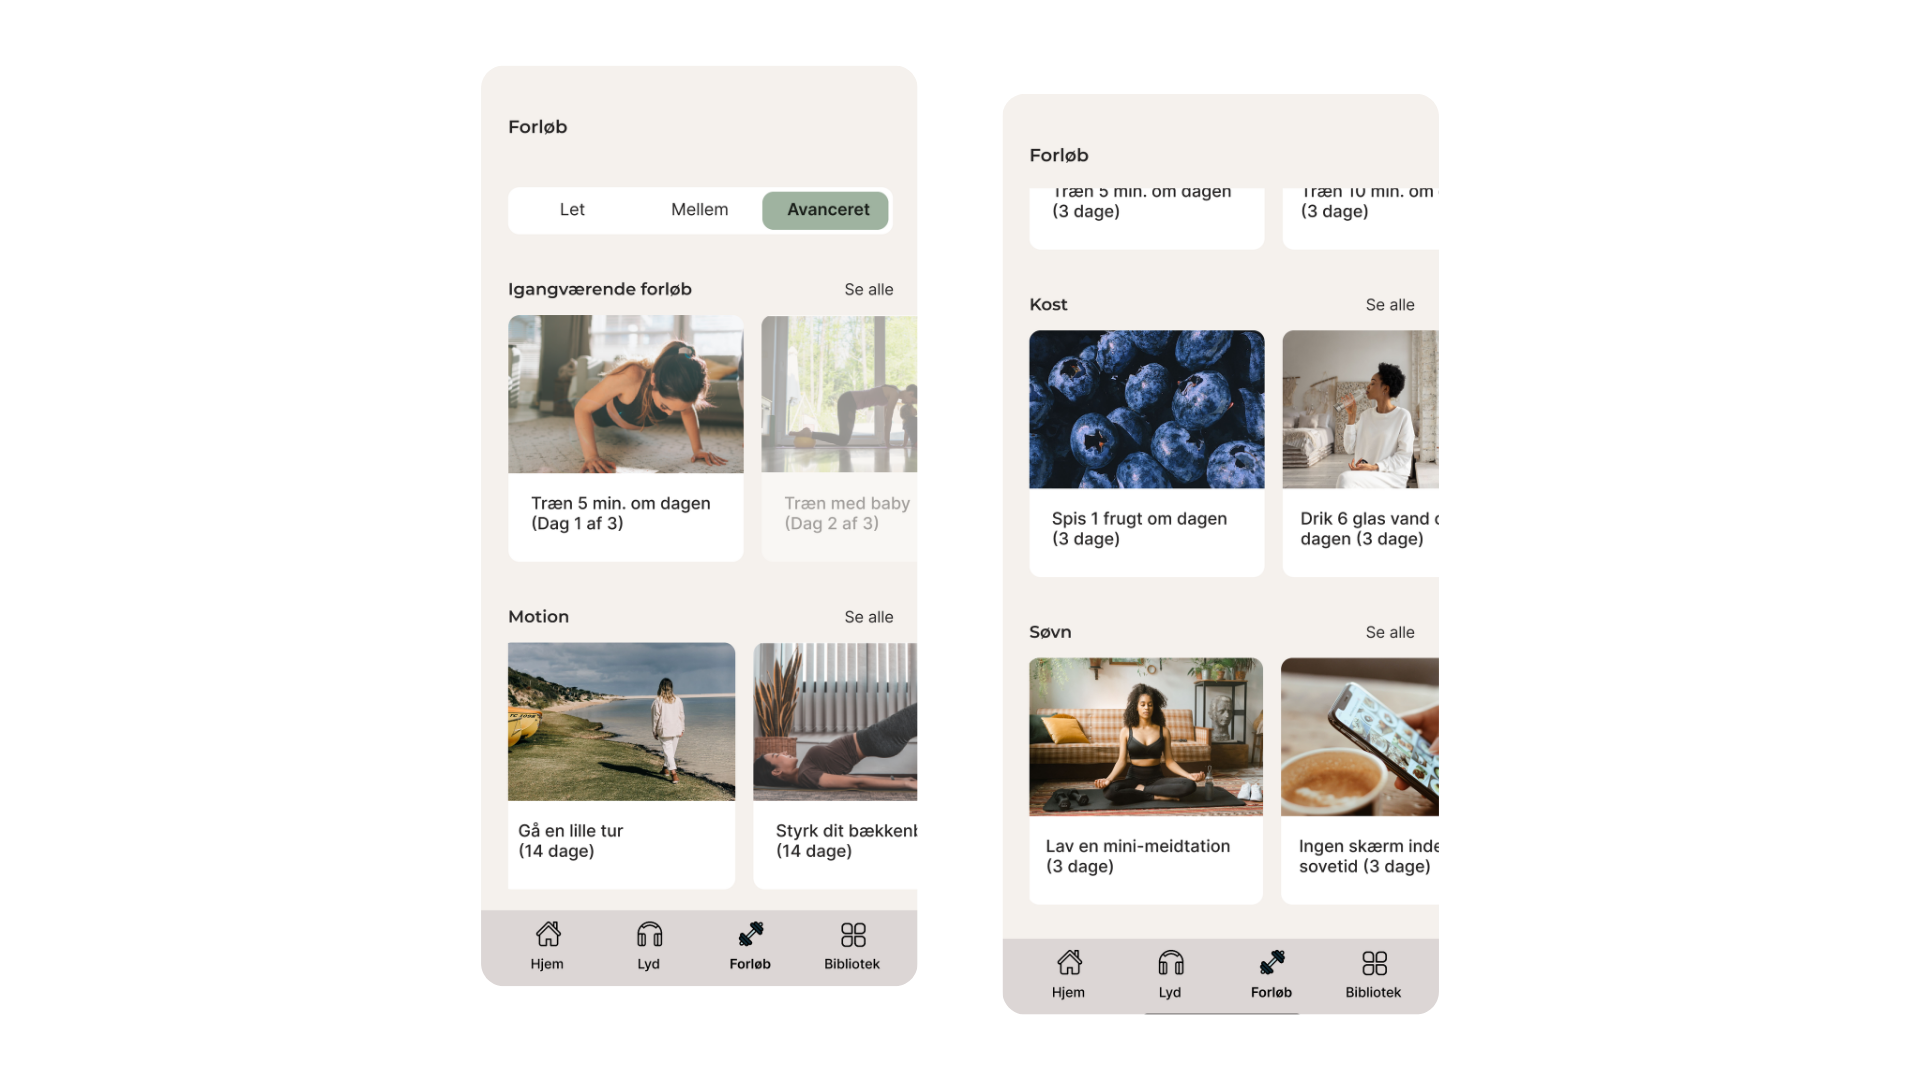 Forløb
Let Mellem Avanceret
Igangværende forløb Se alle
Træn 5 min. om dagen
(Dag 1 af 3)
Træn med baby
(Dag 2 af 3)
Motion Se alle
TC 1098
Gå en lille tur
(14 dage)
Styrk dit
(14 dage)
Hjem Lyd Forløb Bibliotek
Forløb
Træn 5 min. om dagen
(3 dage)
Træn 10 min. om
(3 dage)
Kost Se alle
Spis 1 frugt om dagen
(3 dage)
Drik 6 glas vand
dagen (3 dage)
Søvn Se alle
Lav en mini-meidtation
(3 dage)
Ingen skærm inde
sovetid (3 dage)
Hjem Lyd Forløb Bibliotek